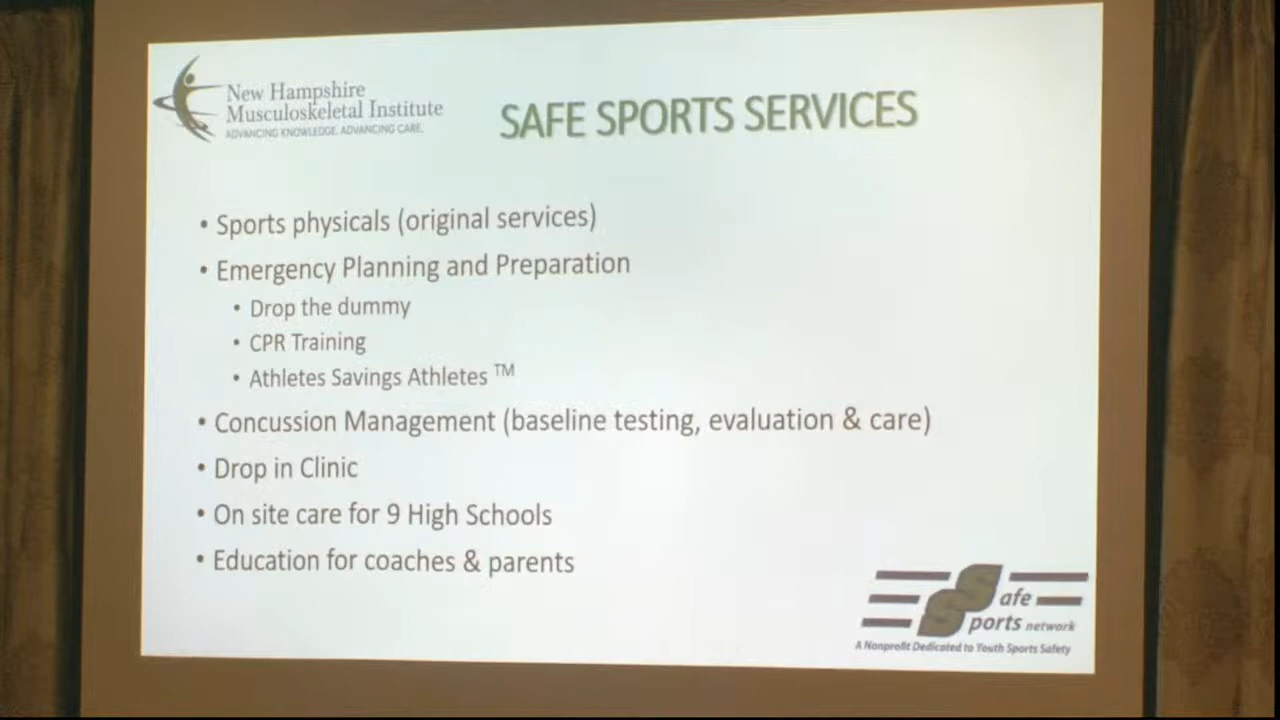 New Hampshire
Musculoskeletal Institute
ADVANCING KNOWLEDGE. ADVANCING CARE.
SAFE SPORTS SERVICES
• Sports physicals (original services)
• Emergency Planning and Preparation
• Drop the dummy
• CPR Training
• Athletes Savings Athletes TM
• Concussion Management (baseline testing, evaluation & care)
• Drop in Clinic
• On site care for 9 High Schools
• Education for coaches & parents
Safe
Sports network
A Nonprofit Dedicated to Youth Sports Safety